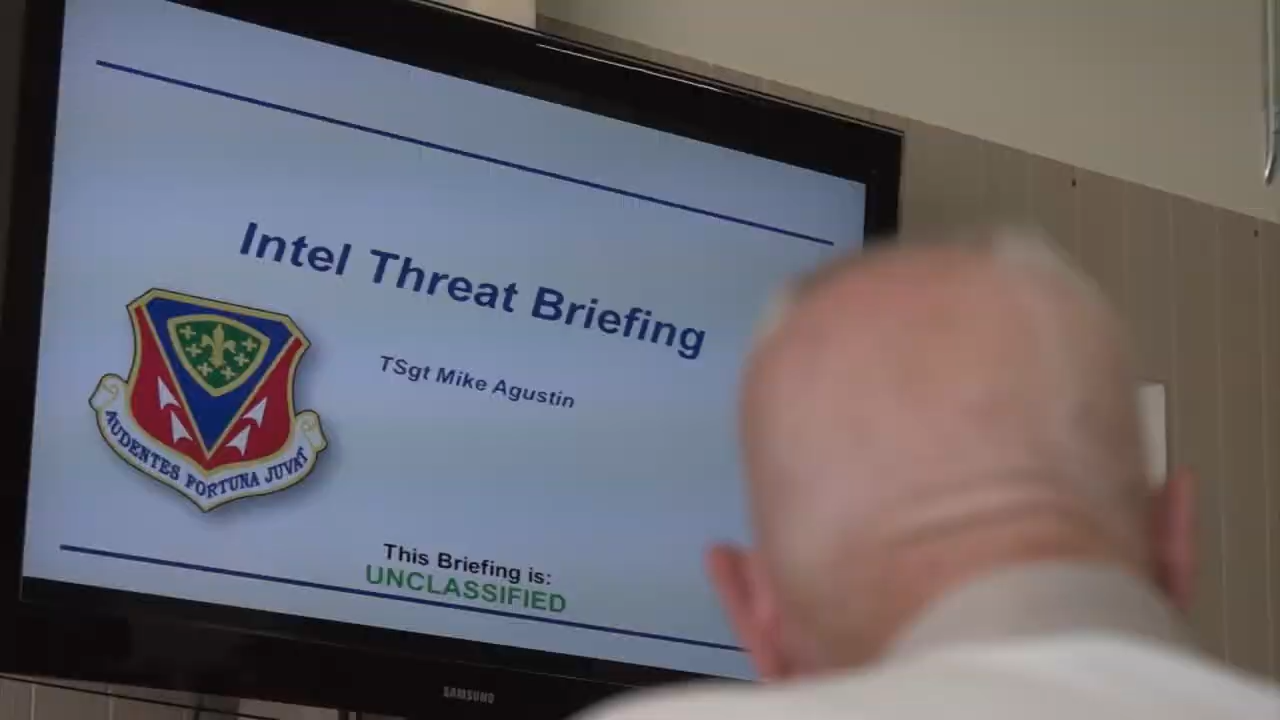 Intel Threat Briefing
TSgt Mike Agustin
AUDENTES FORTUNA JUVAT
This Briefing is:
UNCLASSIFIED
SAMSUNG